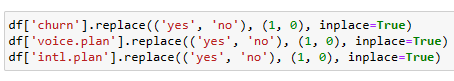 df['churn'].replace(('yes', 'no'), (1, 0), inplace=True)
df['voice.plan'].replace(('yes', 'no'), (1, 0), inplace=True)
df['intl.plan'].replace(('yes', 'no'), (1, 0), inplace=True)